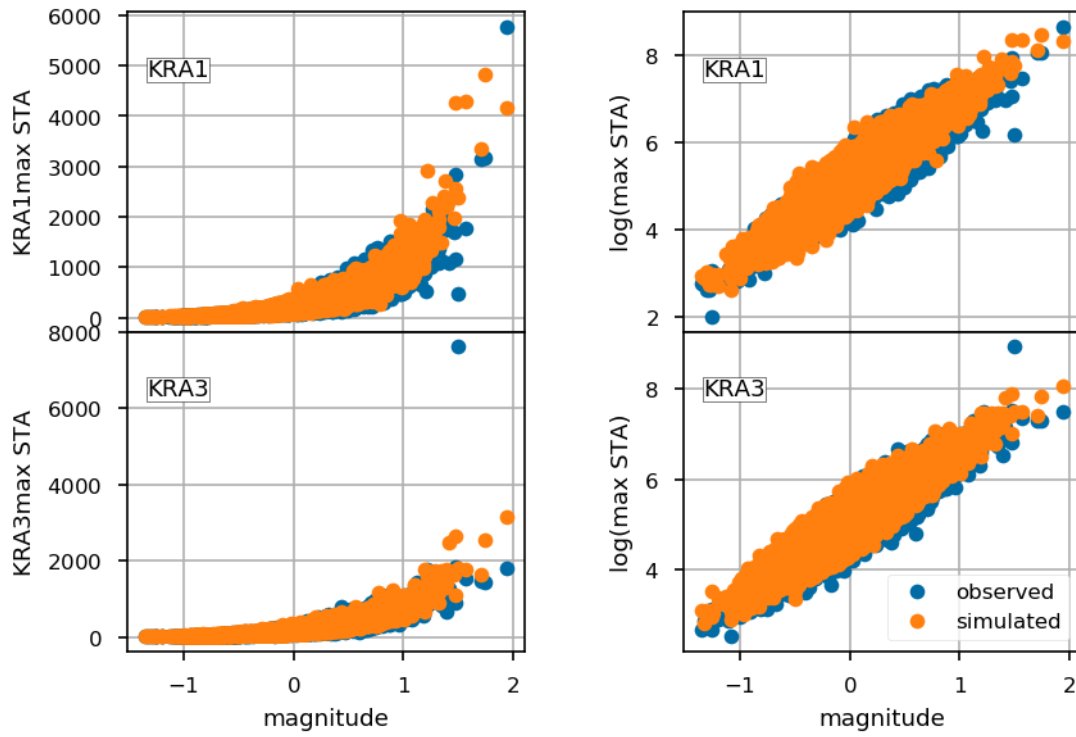 6000
5000
4000
3000
2000
1000
0
KRA1max STA
KRA1
8
6
4
2
log(max STA)
KRA1
8000
6000
4000
2000
0
KRA3max STA
KRA3
−1
0
1
2
magnitude
8
6
4
log(max STA)
KRA3
observed
simulated
−1
0
1
2
magnitude